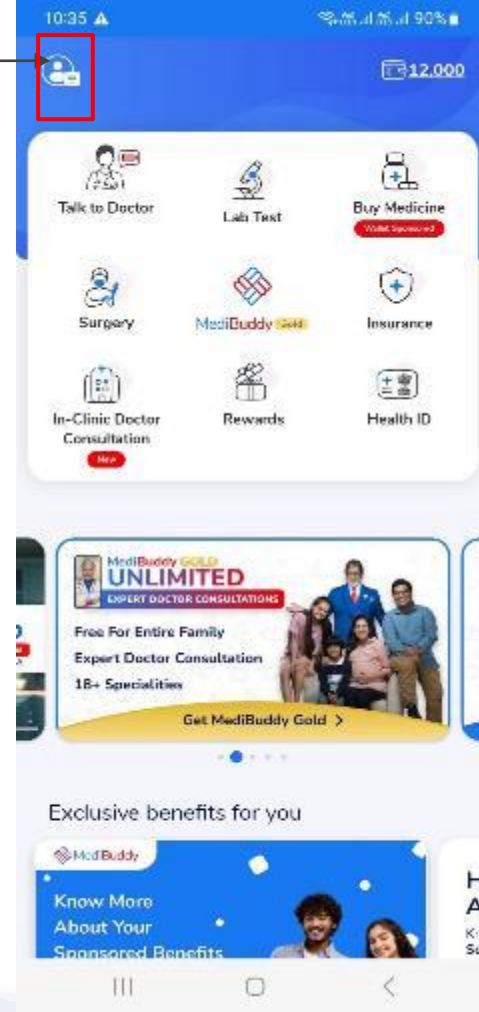 10:35
90%
12,000
Talk to Doctor
Lab Test
Buy Medicine
Wallet Sponsored
Surgery
MediBuddy Gold
Insurance
In-Clinic Doctor
Consultation
New
Rewards
Health ID
MediBuddy GOLD
UNLIMITED
EXPERT DOCTOR CONSULTATIONS
Free For Entire Family
Expert Doctor Consultation
18+ Specialities
Get MediBuddy Gold >
Exclusive benefits for you
MediBuddy
Know More
About Your
Sponsored Benefits
H
A
K